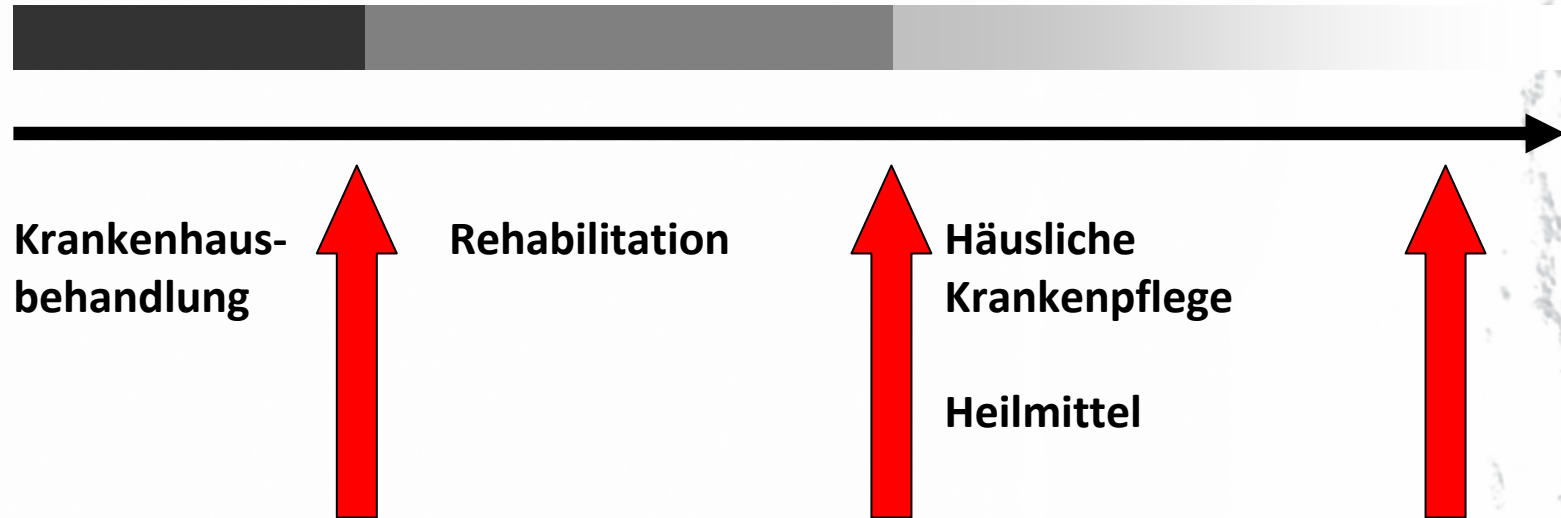 Krankenhaus-
behandlung
Rehabilitation
Häusliche
Krankenpflege
Heilmittel